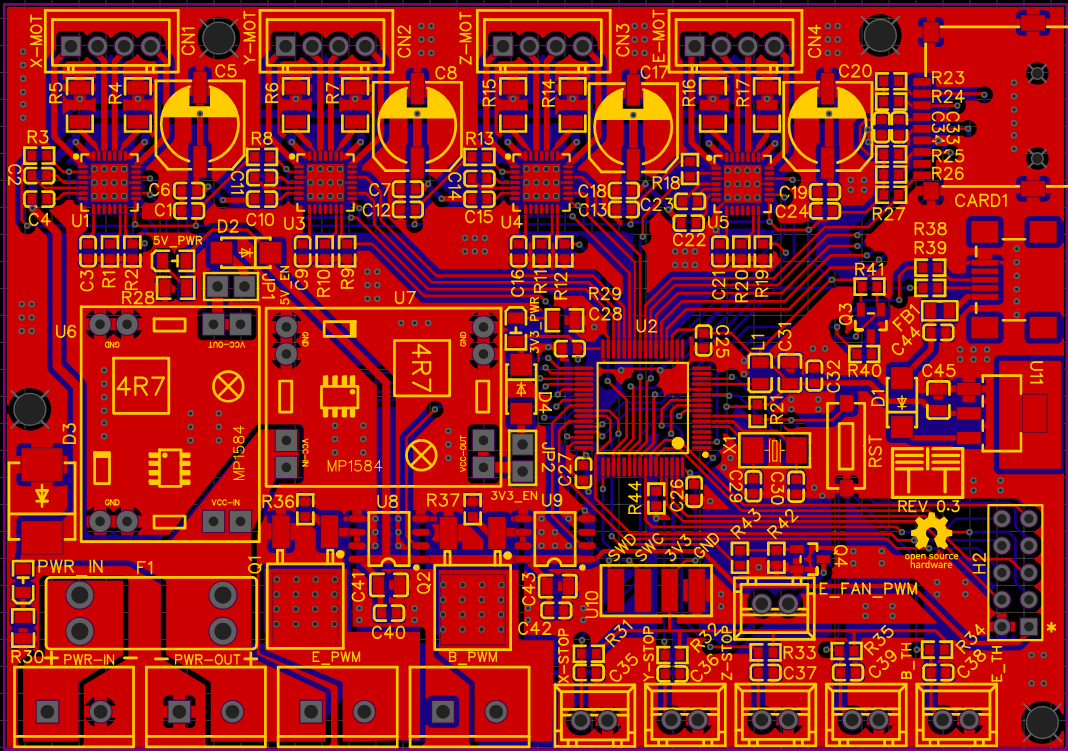 X-MOT
CN1
Y-MOT
CN2
Z-MOT
CN3
E-MOT
CN4
R5
R4
C5
R6
R7
C8
R15
R14
C17
R16
R17
C20
R23
R24
C32
C33
R25
R26
R27
CARD1
R3
C2
C4
U1
C6
C1
R8
C11
C10
U3
C7
C12
R13
C14
C15
U4
C18
C13
R18
C23
C22
U5
C19
C24
C3
R1
R2
5V_PWR
D2
R28
JP1
5V_EN
C9
R10
R9
C16
R11
R12
C21
R20
R19
R38
R39
R41
Q3
FB1
C44
R40
U6
GND
VCC-OUT
4R7
MP1584
GND
VCC-IN
U7
GND
GND
4R7
VCC-IN
MP1584
VCC-OUT
3V3_PWR
R29
C28
U2
C25
L1
C31
C32
D4
JP2
3V3_EN
C27
R21
X1
C29
C30
RST
D1
C45
U11
D3
R44
C26
REV 0.3
open source
hardware
H2
*
R36
U8
R37
U9
Q1
C41
Q2
C40
C43
C42
SWD
SWC
3V3
GND
U10
R43
R42
Q4
E_FAN_PWM
PWR_IN
F1
R30
+ PWR-IN -
- PWR-OUT +
E_PWM
B_PWM
X-STOP
R31
C35
Y-STOP
R32
C36
Z-STOP
R33
C37
R35
C39
B_TH
R34
C38
E_TH